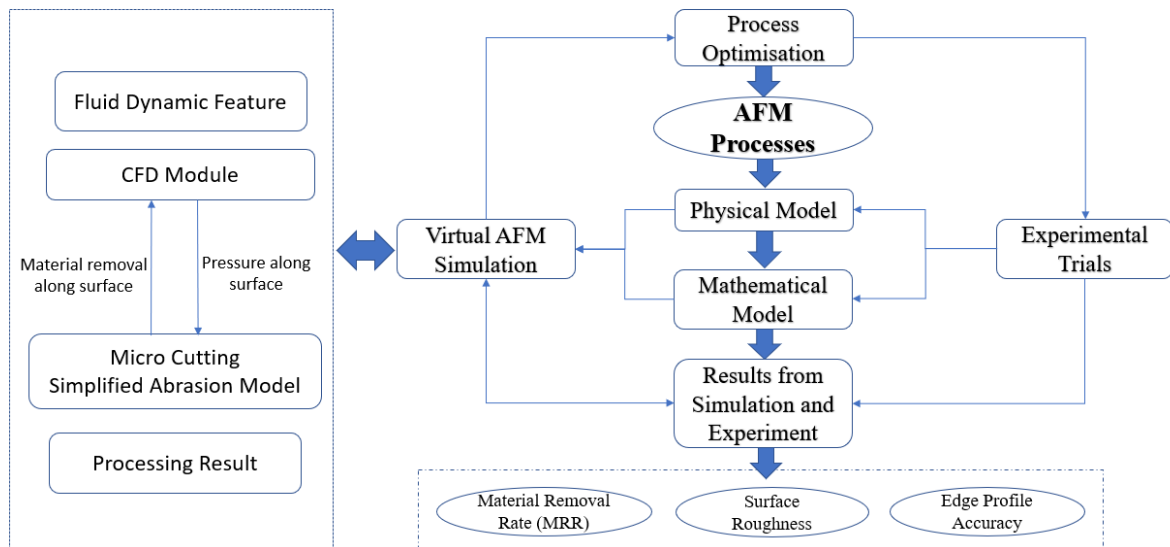 Fluid Dynamic Feature
CFD Module
Material removal
along surface
Pressure along
surface
Micro Cutting
Simplified Abrasion Model
Processing Result
Process
Optimisation
AFM
Processes
Physical Model
Virtual AFM
Simulation
Experimental
Trials
Mathematical
Model
Results from
Simulation and
Experiment
Material Removal
Rate (MRR)
Surface
Roughness
Edge Profile
Accuracy